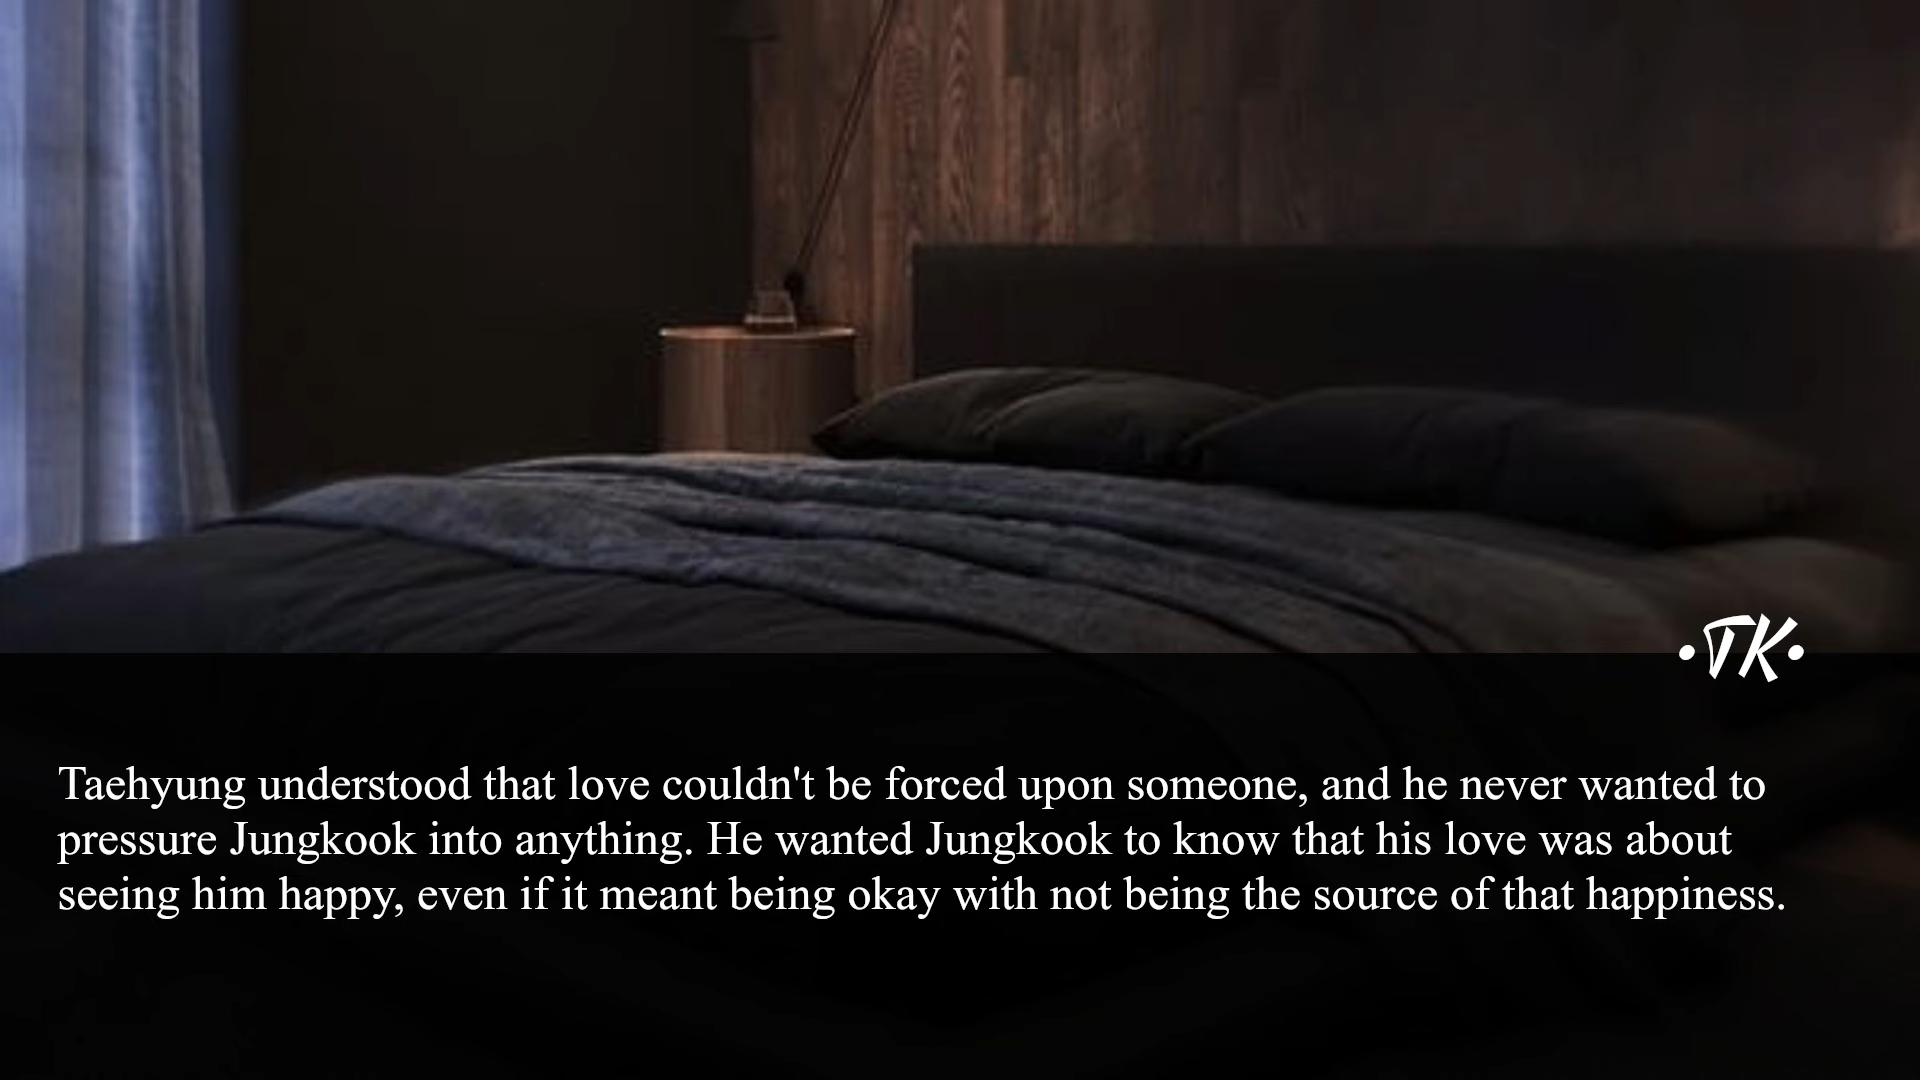 •TK•
Taehyung understood that love couldn't be forced upon someone, and he never wanted to
pressure Jungkook into anything. He wanted Jungkook to know that his love was about
seeing him happy, even if it meant being okay with not being the source of that happiness.